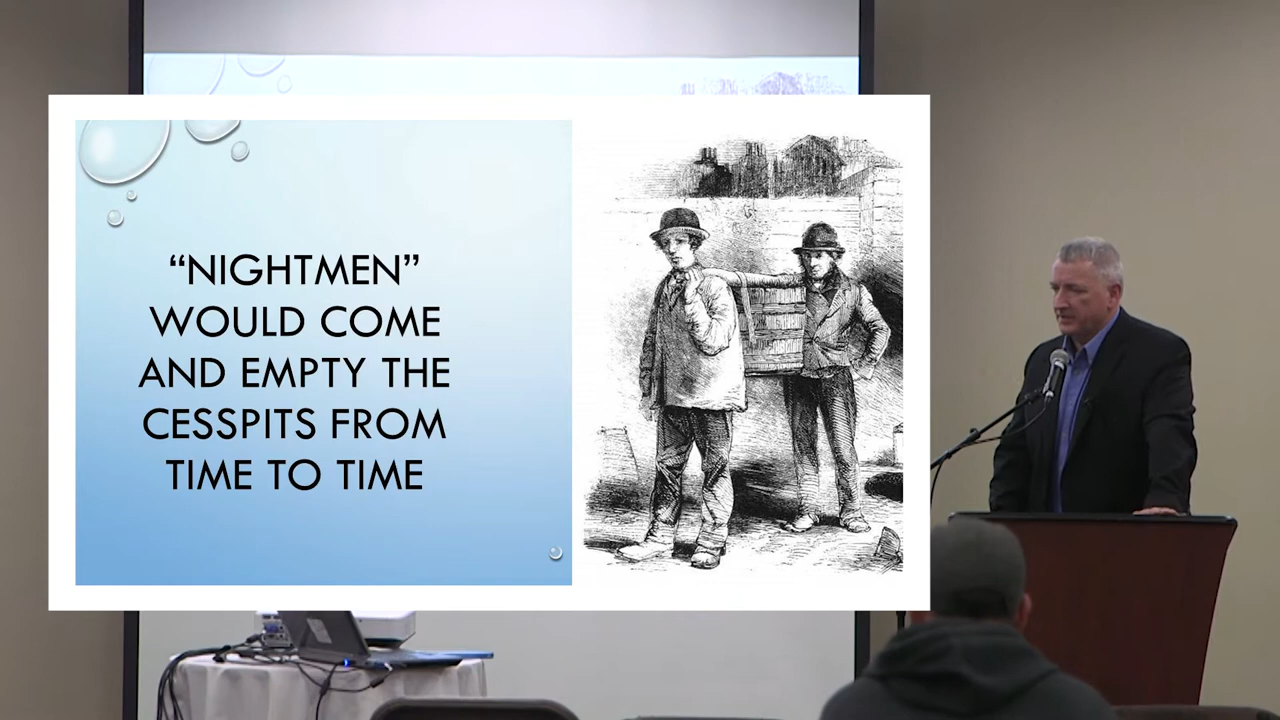 “NIGHTMEN”
WOULD COME
AND EMPTY THE
CESSPITS FROM
TIME TO TIME